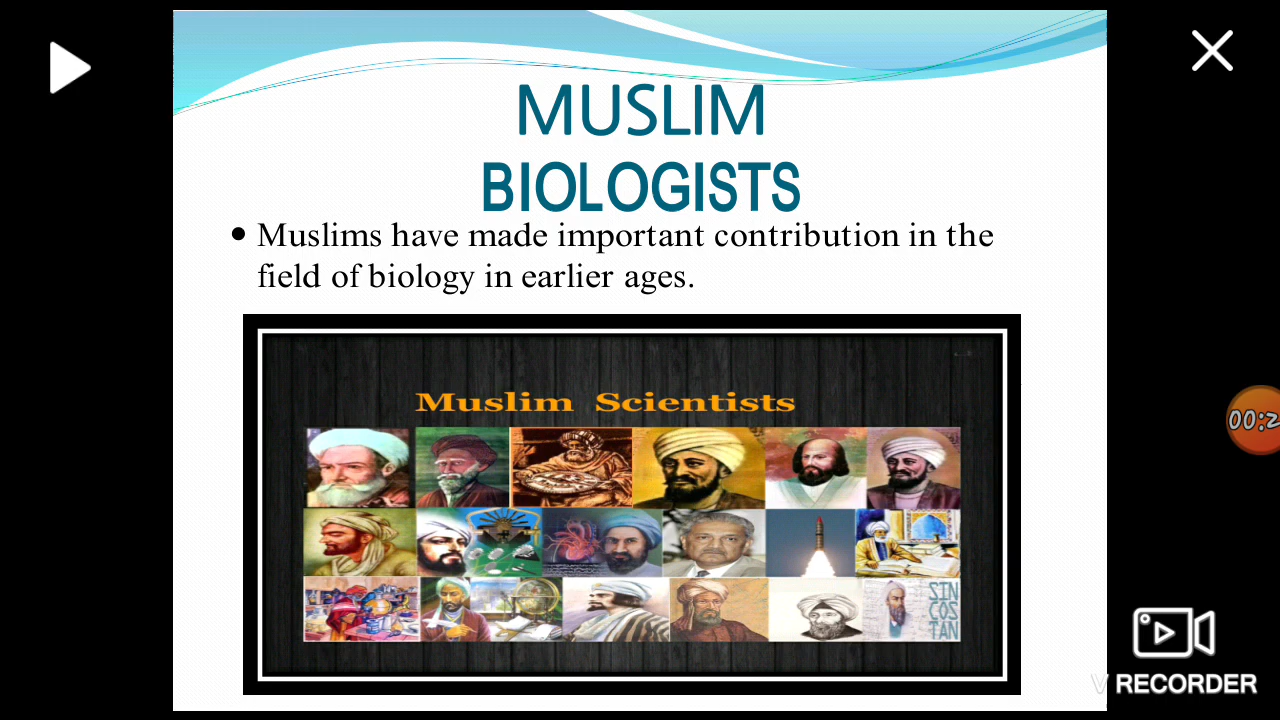 MUSLIM
BIOLOGISTS
• Muslims have made important contribution in the
field of biology in earlier ages.
Muslim Scientists
SIN
COS
TAN
00:2
V RECORDER